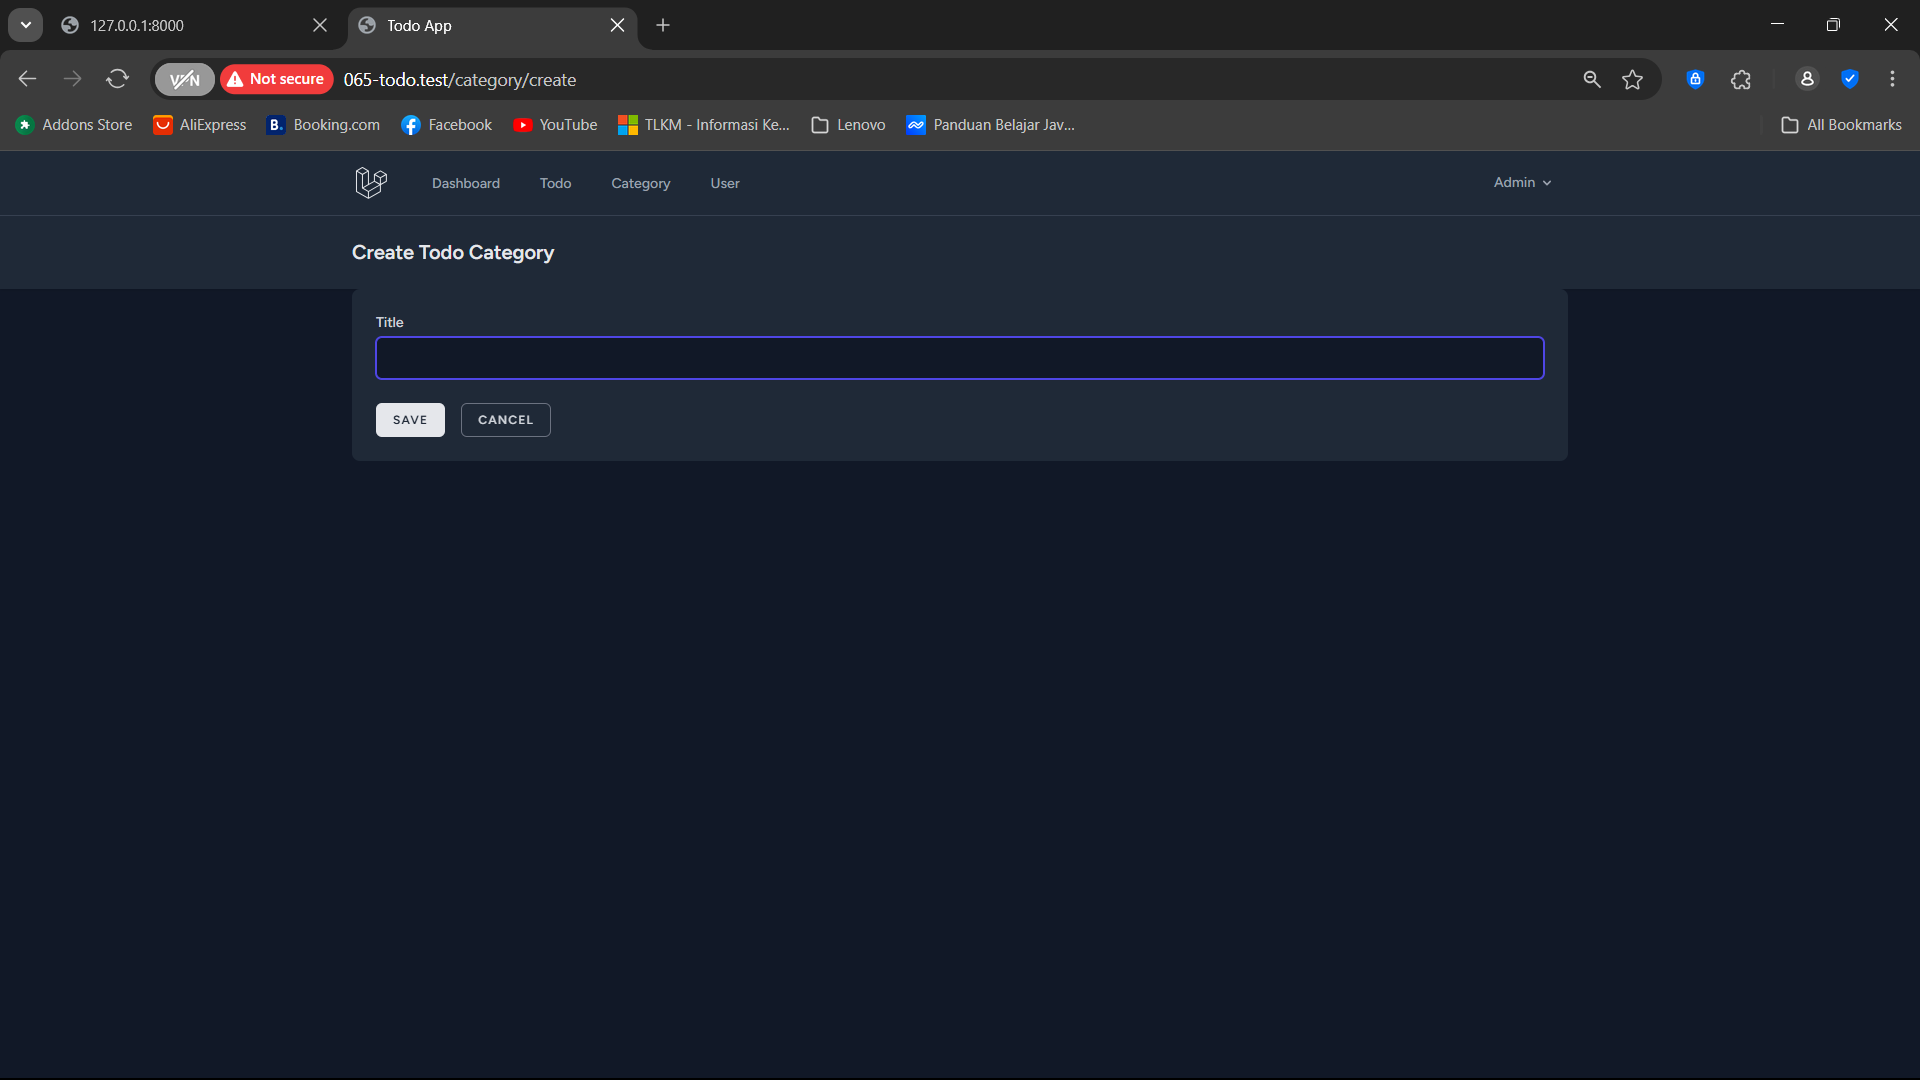 127.0.0.1:8000
Todo App
VPN
Not secure
065-todo.test/category/create
Addons Store
AliExpress
B.
Booking.com
Facebook
YouTube
TLKM - Informasi Ke...
Lenovo
Panduan Belajar Jav...
All Bookmarks
Dashboard
Todo
Category
User
Admin
Create Todo Category
Title
SAVE
CANCEL